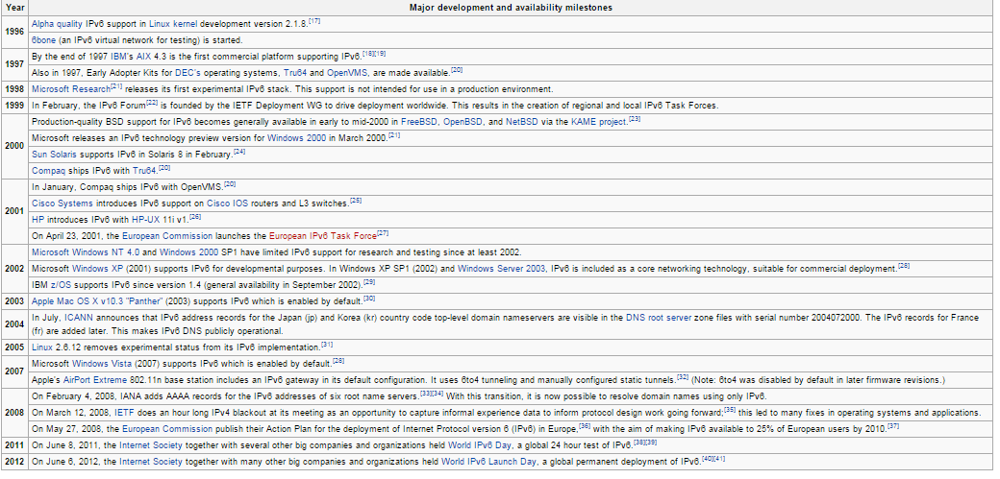 Year Major development and availability milestones
1996 Alpha quality IPv6 support in Linux kernel development version 2.1.8.[17]
6bone (an IPv6 virtual network for testing) is started.
1997 By the end of 1997 IBM's AIX 4.3 is the first commercial platform supporting IPv6.[18][19]
Also in 1997, Early Adopter Kits for DEC's operating systems, Tru64 and OpenVMS, are made available.[20]
1998 Microsoft Research[21] releases its first experimental IPv6 stack. This support is not intended for use in a production environment.
1999 In February, the IPv6 Forum[22] is founded by the IETF Deployment WG to drive deployment worldwide. This results in the creation of regional and local IPv6 Task Forces.
2000 Production-quality BSD support for IPv6 becomes generally available in early to mid-2000 in FreeBSD, OpenBSD, and NetBSD via the KAME project.[23]
Microsoft releases an IPv6 technology preview version for Windows 2000 in March 2000.[21]
Sun Solaris supports IPv6 in Solaris 8 in February.[24]
Compaq ships IPv6 with Tru64.[20]
2001 In January, Compaq ships IPv6 with OpenVMS.[20]
Cisco Systems introduces IPv6 support on Cisco IOS routers and L3 switches.[25]
HP introduces IPv6 with HP-UX 11i v1.[26]
On April 23, 2001, the European Commission launches the European IPv6 Task Force[27]
2002 Microsoft Windows NT 4.0 and Windows 2000 SP1 have limited IPv6 support for research and testing since at least 2002.
Microsoft Windows XP (2001) supports IPv6 for developmental purposes. In Windows XP SP1 (2002) and Windows Server 2003, IPv6 is included as a core networking technology, suitable for commercial deployment.[28]
IBM z/OS supports IPv6 since version 1.4 (general availability in September 2002).[29]
2003 Apple Mac OS X v10.3 "Panther" (2003) supports IPv6 which is enabled by default.[30]
2004 In July, ICANN announces that IPv6 address records for the Japan (jp) and Korea (kr) country code top-level domain nameservers are visible in the DNS root server zone files with serial number 2004072000. The IPv6 records for France
(fr) are added later. This makes IPv6 DNS publicly operational.
2005 Linux 2.6.12 removes experimental status from its IPv6 implementation.[31]
2007 Microsoft Windows Vista (2007) supports IPv6 which is enabled by default.[28]
Apple's AirPort Extreme 802.11n base station includes an IPv6 gateway in its default configuration. It uses 6to4 tunneling and manually configured static tunnels.[32] (Note: 6to4 was disabled by default in later firmware revisions.)
2008 On February 4, 2008, IANA adds AAAA records for the IPv6 addresses of six root name servers.[33][34] With this transition, it is now possible to resolve domain names using only IPv6.
On March 12, 2008, IETF does an hour long IPv4 blackout at its meeting as an opportunity to capture informal experience data to inform protocol design work going forward;[35] this led to many fixes in operating systems and applications.
On May 27, 2008, the European Commission publish their Action Plan for the deployment of Internet Protocol version 6 (IPv6) in Europe,[36] with the aim of making IPv6 available to 25% of European users by 2010.[37]
2011 On June 8, 2011, the Internet Society together with several other big companies and organizations held World IPv6 Day, a global 24 hour test of IPv6.[38][39]
2012 On June 6, 2012, the Internet Society together with many other big companies and organizations held World IPv6 Launch Day, a global permanent deployment of IPv6.[40][41]